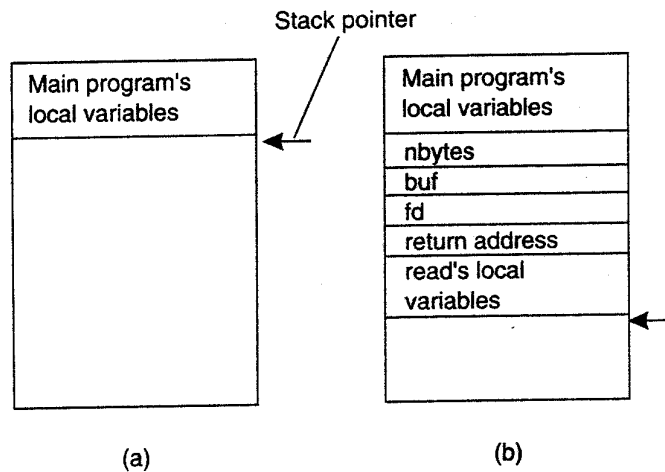 Stack pointer
Main program's
local variables
Main program's
local variables
nbytes
buf
fd
return address
read's local
variables
(a)
(b)